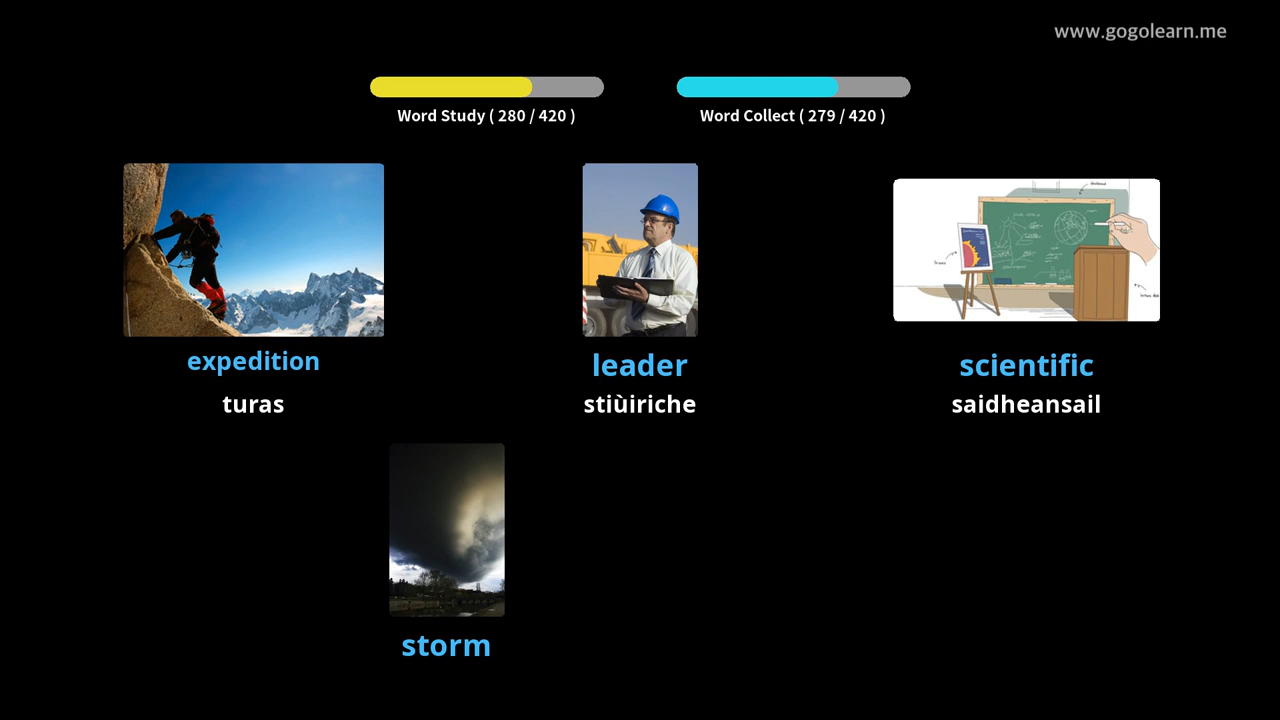 www.gogolearn.me
Word Study ( 280 / 420 )
Word Collect ( 279 / 420 )
expedition
leader
scientific
turas
stiùiriche
saidheansail
storm